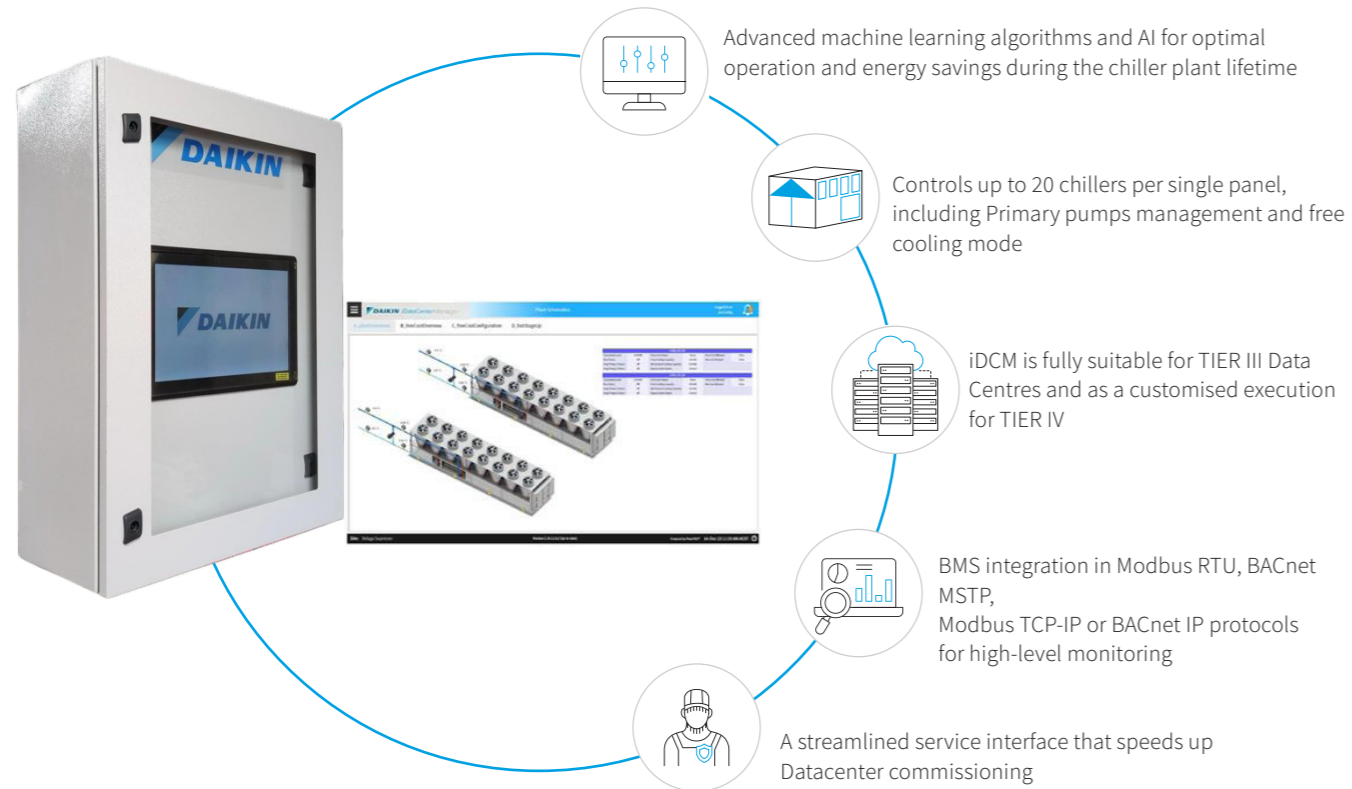 DAIKIN
DAIKIN
Advanced machine learning algorithms and AI for optimal
operation and energy savings during the chiller plant lifetime
Controls up to 20 chillers per single panel,
including Primary pumps management and free
cooling mode
DAIKIN
Plant Schematics
iDCM is fully suitable for TIER III Data
Centres and as a customised execution
for TIER IV
BMS integration in Modbus RTU, BACnet
MSTP,
Modbus TCP-IP or BACnet IP protocols
for high-level monitoring
A streamlined service interface that speeds up
Datacenter commissioning